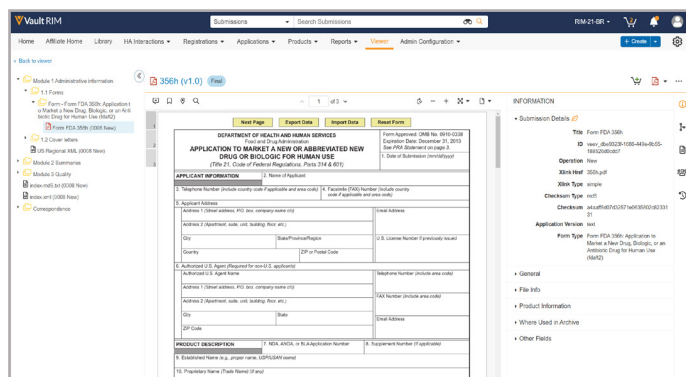 Vault RIM
Submissions
Search Submissions
RIM-21-BR
Home
Affiliate Home
Library
HA Interactions
Registrations
Applications
Products
Reports
Viewer
Admin Configuration
+ Create
Back to viewer
Module 1 Administrative information
1.1 Forms
Form - Form FDA 356h: Application t
o Market a New Drug, Biologic, or an Anti
biotic Drug for Human Use (Maft2)
Form FDA 356h (0008 New)
1.2 Cover letters
US Regional XML (0008 New)
Module 2 Summaries
Module 3 Quality
index-md5.txt (0008 New)
index.xml (0008 New)
Correspondence
356h (v1.0)
Final
1 of 3
Next Page
Export Data
Import Data
Reset Form
DEPARTMENT OF HEALTH AND HUMAN SERVICES
Food and Drug Administration
APPLICATION TO MARKET A NEW OR ABBREVIATED NEW
DRUG OR BIOLOGIC FOR HUMAN USE
(Title 21, Code of Federal Regulations, Parts 314 & 601)
Form Approved: OMB No. 0910-0338
Expiration Date: December 31, 2013
See PRA Statement on page 3.
1. Date of Submission (mm/dd/yyyy)
APPLICANT INFORMATION
2. Name of Applicant
3. Telephone Number (Include country code if applicable and area code)
4. Facsimile (FAX) Number (Include country
code if applicable and area code)
5. Applicant Address
Address 1 (Street address, P.O. box, company name c/o)
Email Address
Address 2 (Apartment, suite, unit, building, floor, etc.)
City
State/Province/Region
U.S. License Number if previously issued
Country
ZIP or Postal Code
6. Authorized U.S. Agent (Required for non-U.S. applicants)
Authorized U.S. Agent Name
Telephone Number (Include area code)
Address 1 (Street address, P.O. box, company name c/o)
FAX Number (Include area code)
Address 2 (Apartment, suite, unit, building, floor, etc.)
City
State
Email Address
ZIP Code
PRODUCT DESCRIPTION
7. NDA, ANDA, or BLA Application Number
8. Supplement Number (If applicable)
9. Established Name (e.g., proper name, USP/USAN name)
10. Proprietary Name (Trade Name) (If any)
INFORMATION
Submission Details
Title Form FDA 356h
ID
Operation New
Xlink Href 356h.pdf
Xlink Type simple
Checksum Type md5
Checksum
Application Version text
Form Type Form FDA 356h: Application to
Market a New Drug, Biologic, or an
Antibiotic Drug for Human Use
(Maft2)
General
File Info
Product Information
Where Used in Archive
Other Fields